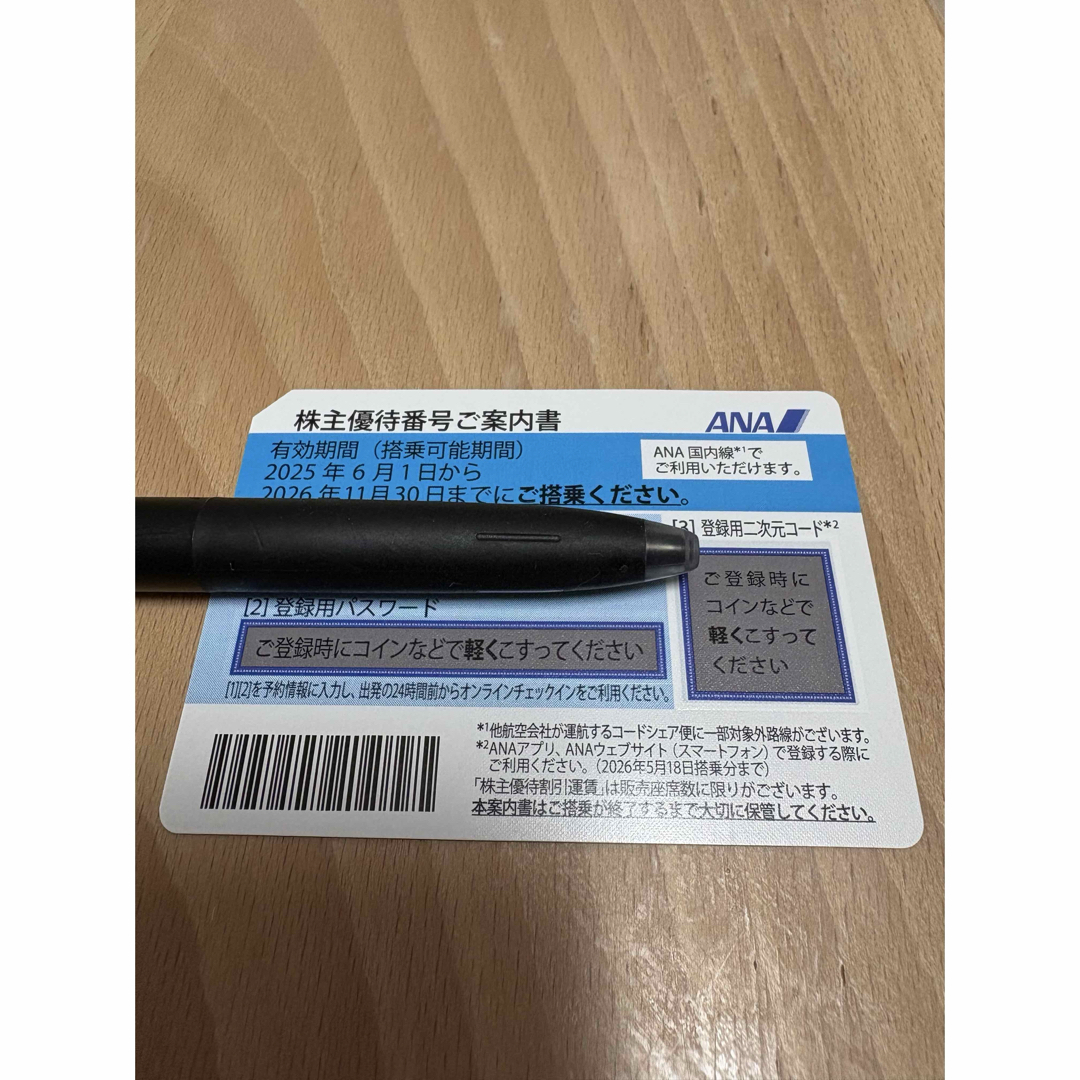 株主優待番号ご案内書
ANA
有効期間（搭乗可能期間）
2025年6月1日から
2026年11月30日までにご搭乗ください。
ANA国内線*1で
ご利用いただけます。
[3] 登録用二次元コード*2
ご登録時に
コインなどで
軽くこすって
ください
[2] 登録用パスワード
ご登録時にコインなどで軽くこすってください
[1][2]を予約情報に入力し、出発の24時間前からオンラインチェックインをご利用ください。
*1他航空会社が運航するコードシェア便に一部対象外路線がございます。
*2ANAアプリ、ANAウェブサイト（スマートフォン）で登録する際に
ご利用ください。（2026年5月18日搭乗分まで）
「株主優待割引運賃」は販売座席数に限りがございます。
本案内書はご搭乗が終了するまで大切に保管してください。